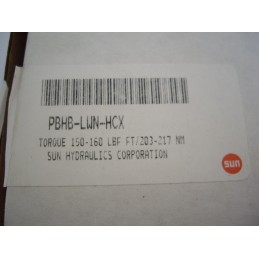 PBHB-LWN-HCX
TORQUE 150-160 LBF FT/203-217 NM
SUN HYDRAULICS CORPORATION
sun